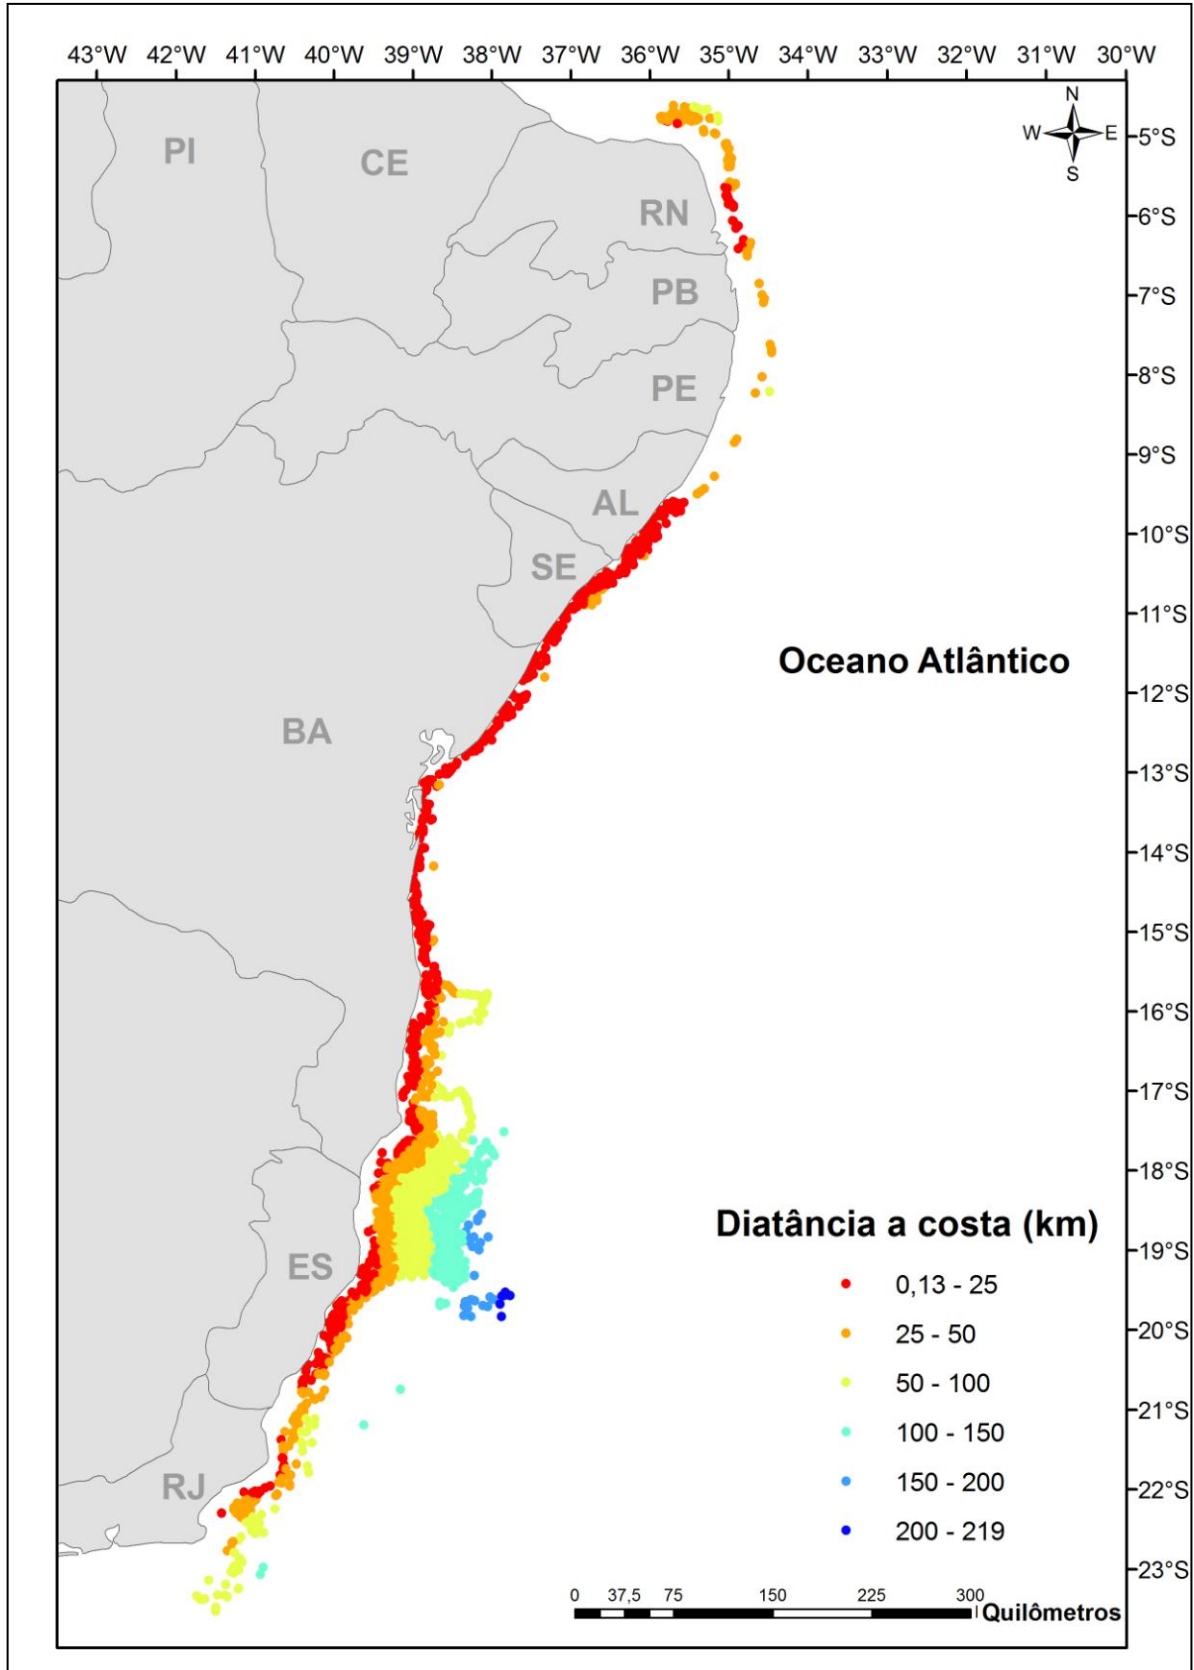 43°W 42°W 41°W 40°W 39°W 38°W 37°W 36°W 35°W 34°W 33°W 32°W 31°W 30°W
N
W E
S
5°S
6°S
7°S
8°S
9°S
10°S
11°S
12°S
13°S
14°S
15°S
16°S
17°S
18°S
19°S
20°S
21°S
22°S
23°S
PI
CE
RN
PB
PE
AL
SE
BA
ES
RJ
Oceano Atlântico
Diatância a costa (km)
0,13 - 25
25 - 50
50 - 100
100 - 150
150 - 200
200 - 219
0 37,5 75 150 225 300
Quilômetros